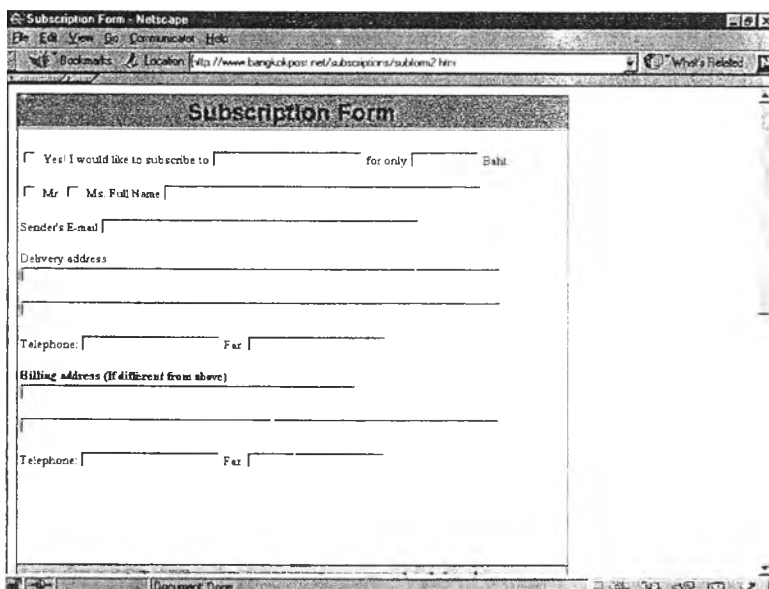 Subscription Form - Netscape
File Edit View Go Communicator Help
Bookmarks Location: http://www.bangkokpost.net/subscriptions/subform2.htm What's Related
Subscription Form
Yes! I would like to subscribe to for only Baht
Mr Ms. Full Name
Sender's E-mail
Delivery address
Telephone: Fax
Billing address (If different from above)
Telephone: Fax
Document: Done